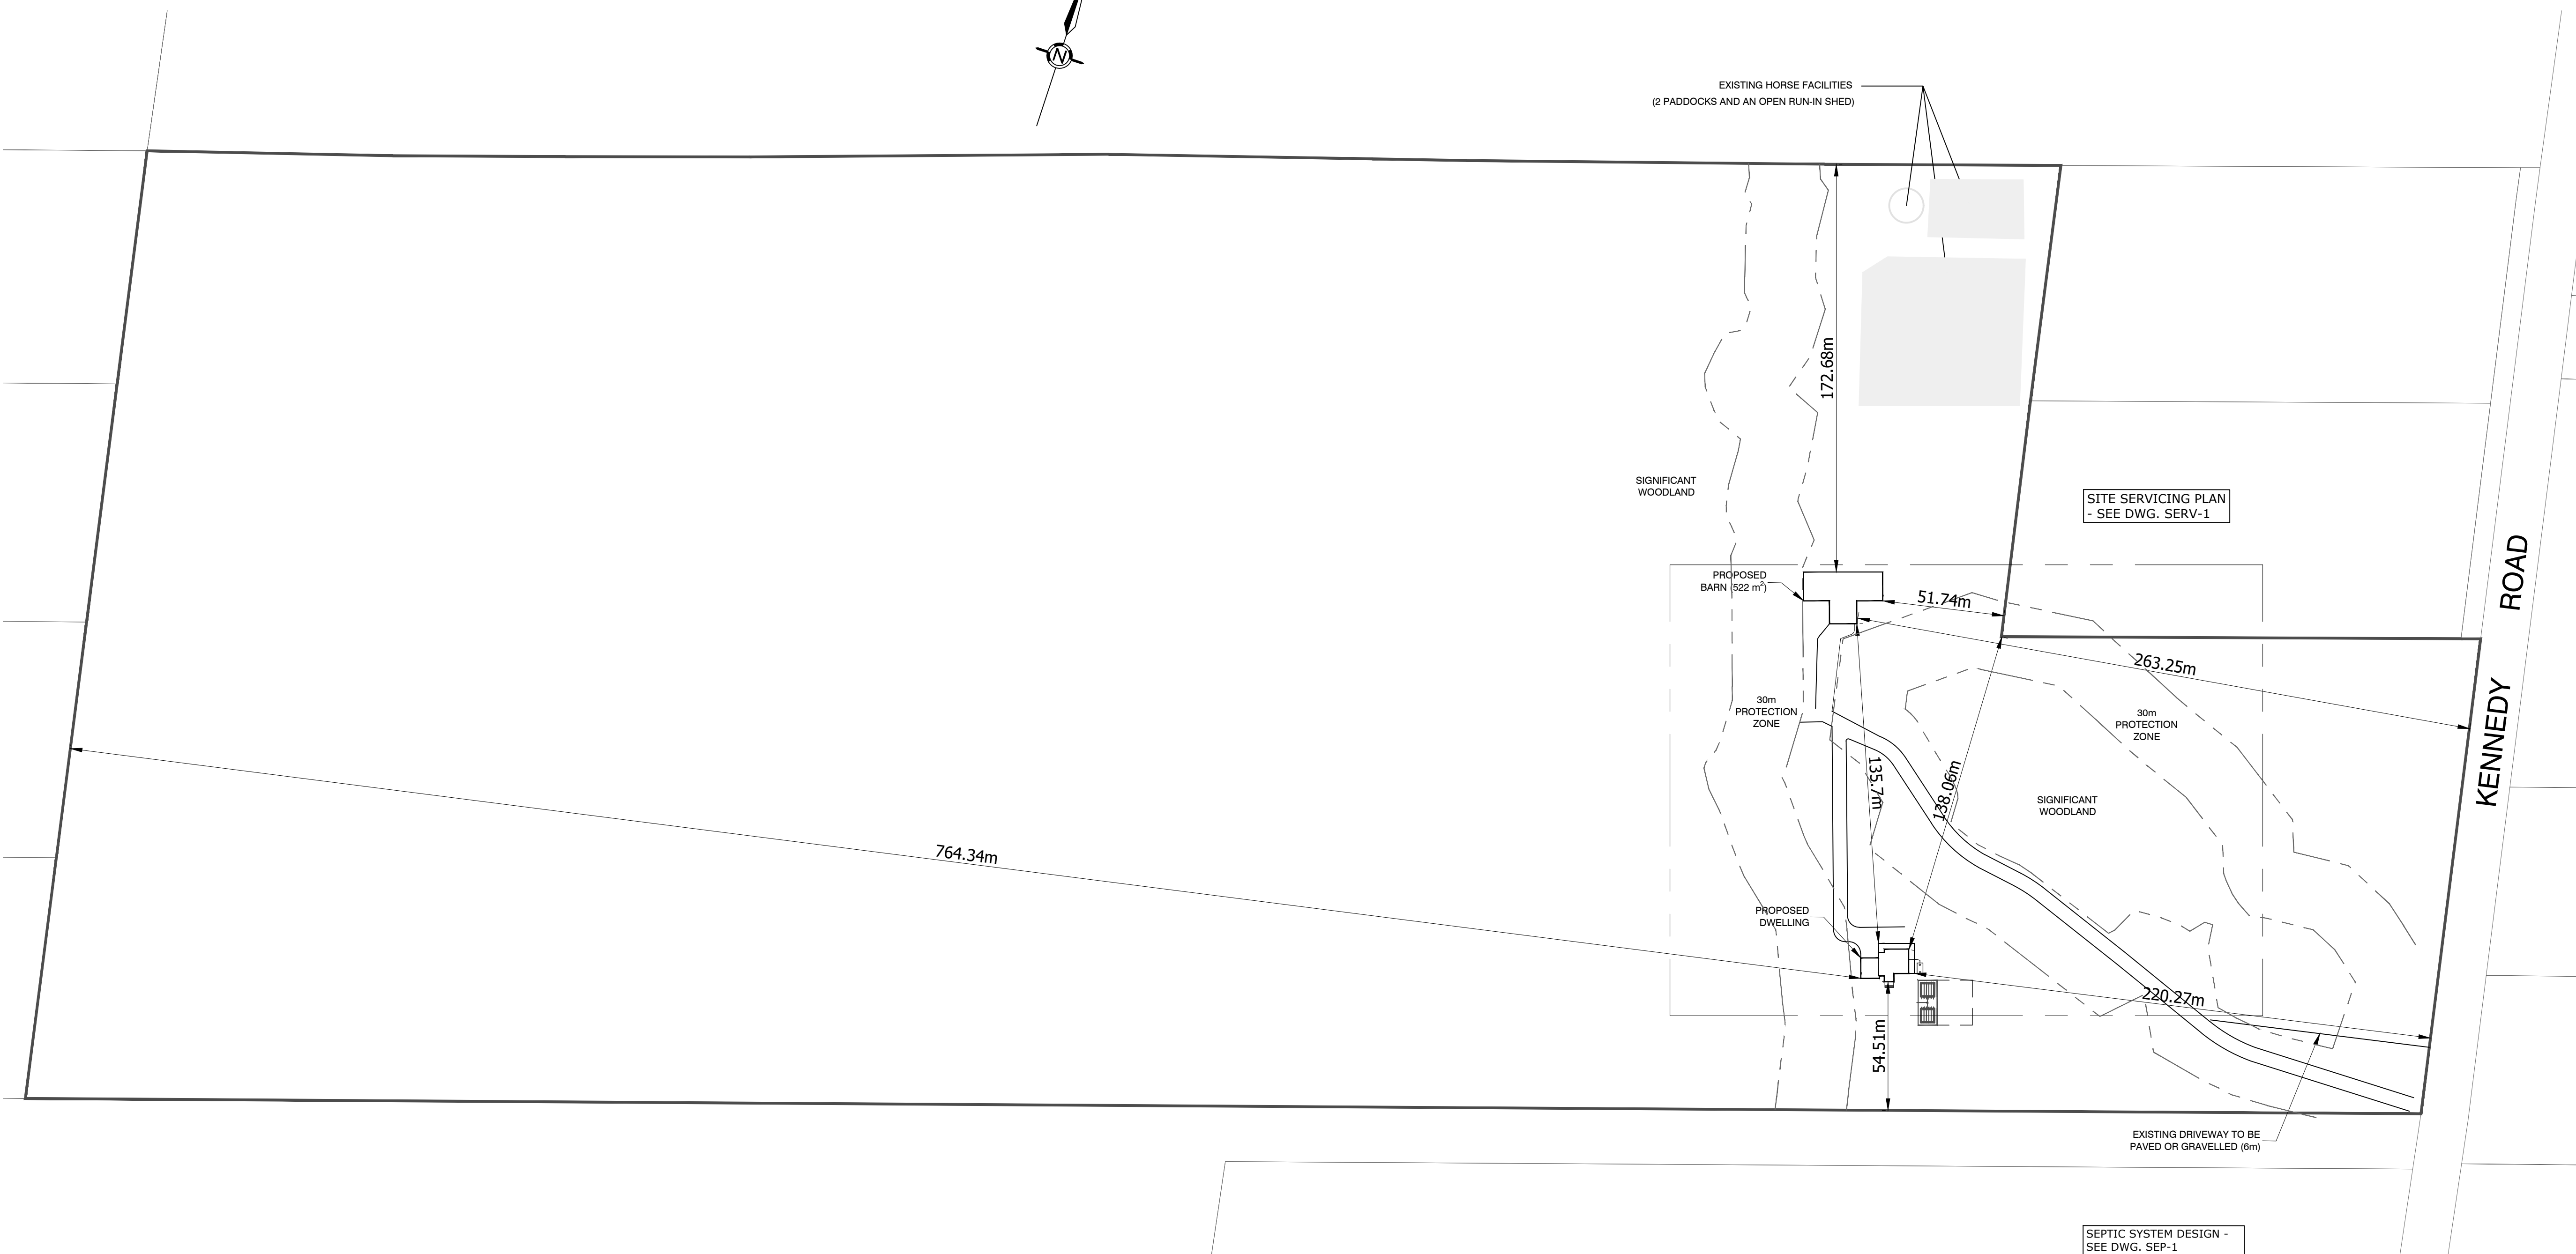 N
EXISTING HORSE FACILITIES
(2 PADDOCKS AND AN OPEN RUN-IN SHED)
172.68m
SIGNIFICANT
WOODLAND
SITE SERVICING PLAN
- SEE DWG. SERV-1
PROPOSED
BARN (522 m²)
51.74m
263.25m
KENNEDY ROAD
30m
PROTECTION
ZONE
30m
PROTECTION
ZONE
135.7m
138.06m
SIGNIFICANT
WOODLAND
764.34m
PROPOSED
DWELLING
220.27m
54.51m
EXISTING DRIVEWAY TO BE
PAVED OR GRAVELLED (6m)
SEPTIC SYSTEM DESIGN -
SEE DWG. SEP-1